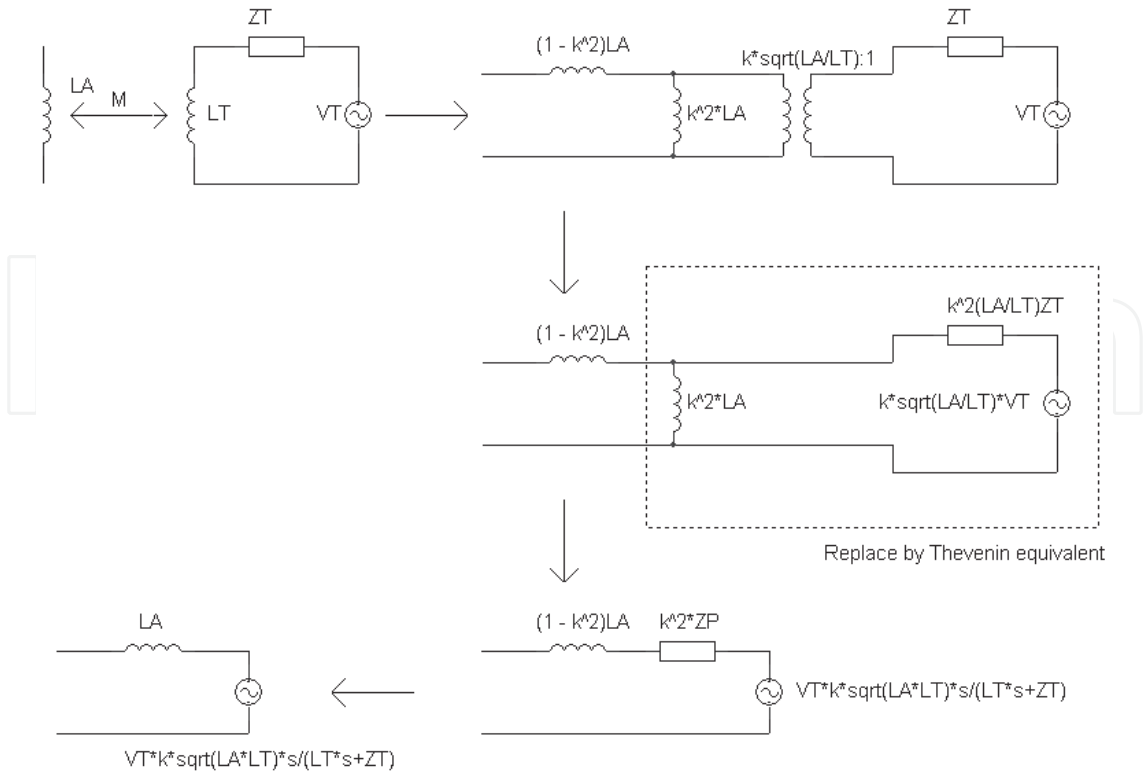 ZT
ZT
(1 - k^2)LA
k*sqrt(LA/LT):1
LA
M
LT
VT
k^2*LA
VT
k^2(LA/LT)ZT
(1 - k^2)LA
k^2*LA
k*sqrt(LA/LT)*VT
Replace by Thevenin equivalent
LA
(1 - k^2)LA
k^2*ZP
VT*k*sqrt(LA*LT)*s/(LT*s+ZT)
VT*k*sqrt(LA*LT)*s/(LT*s+ZT)